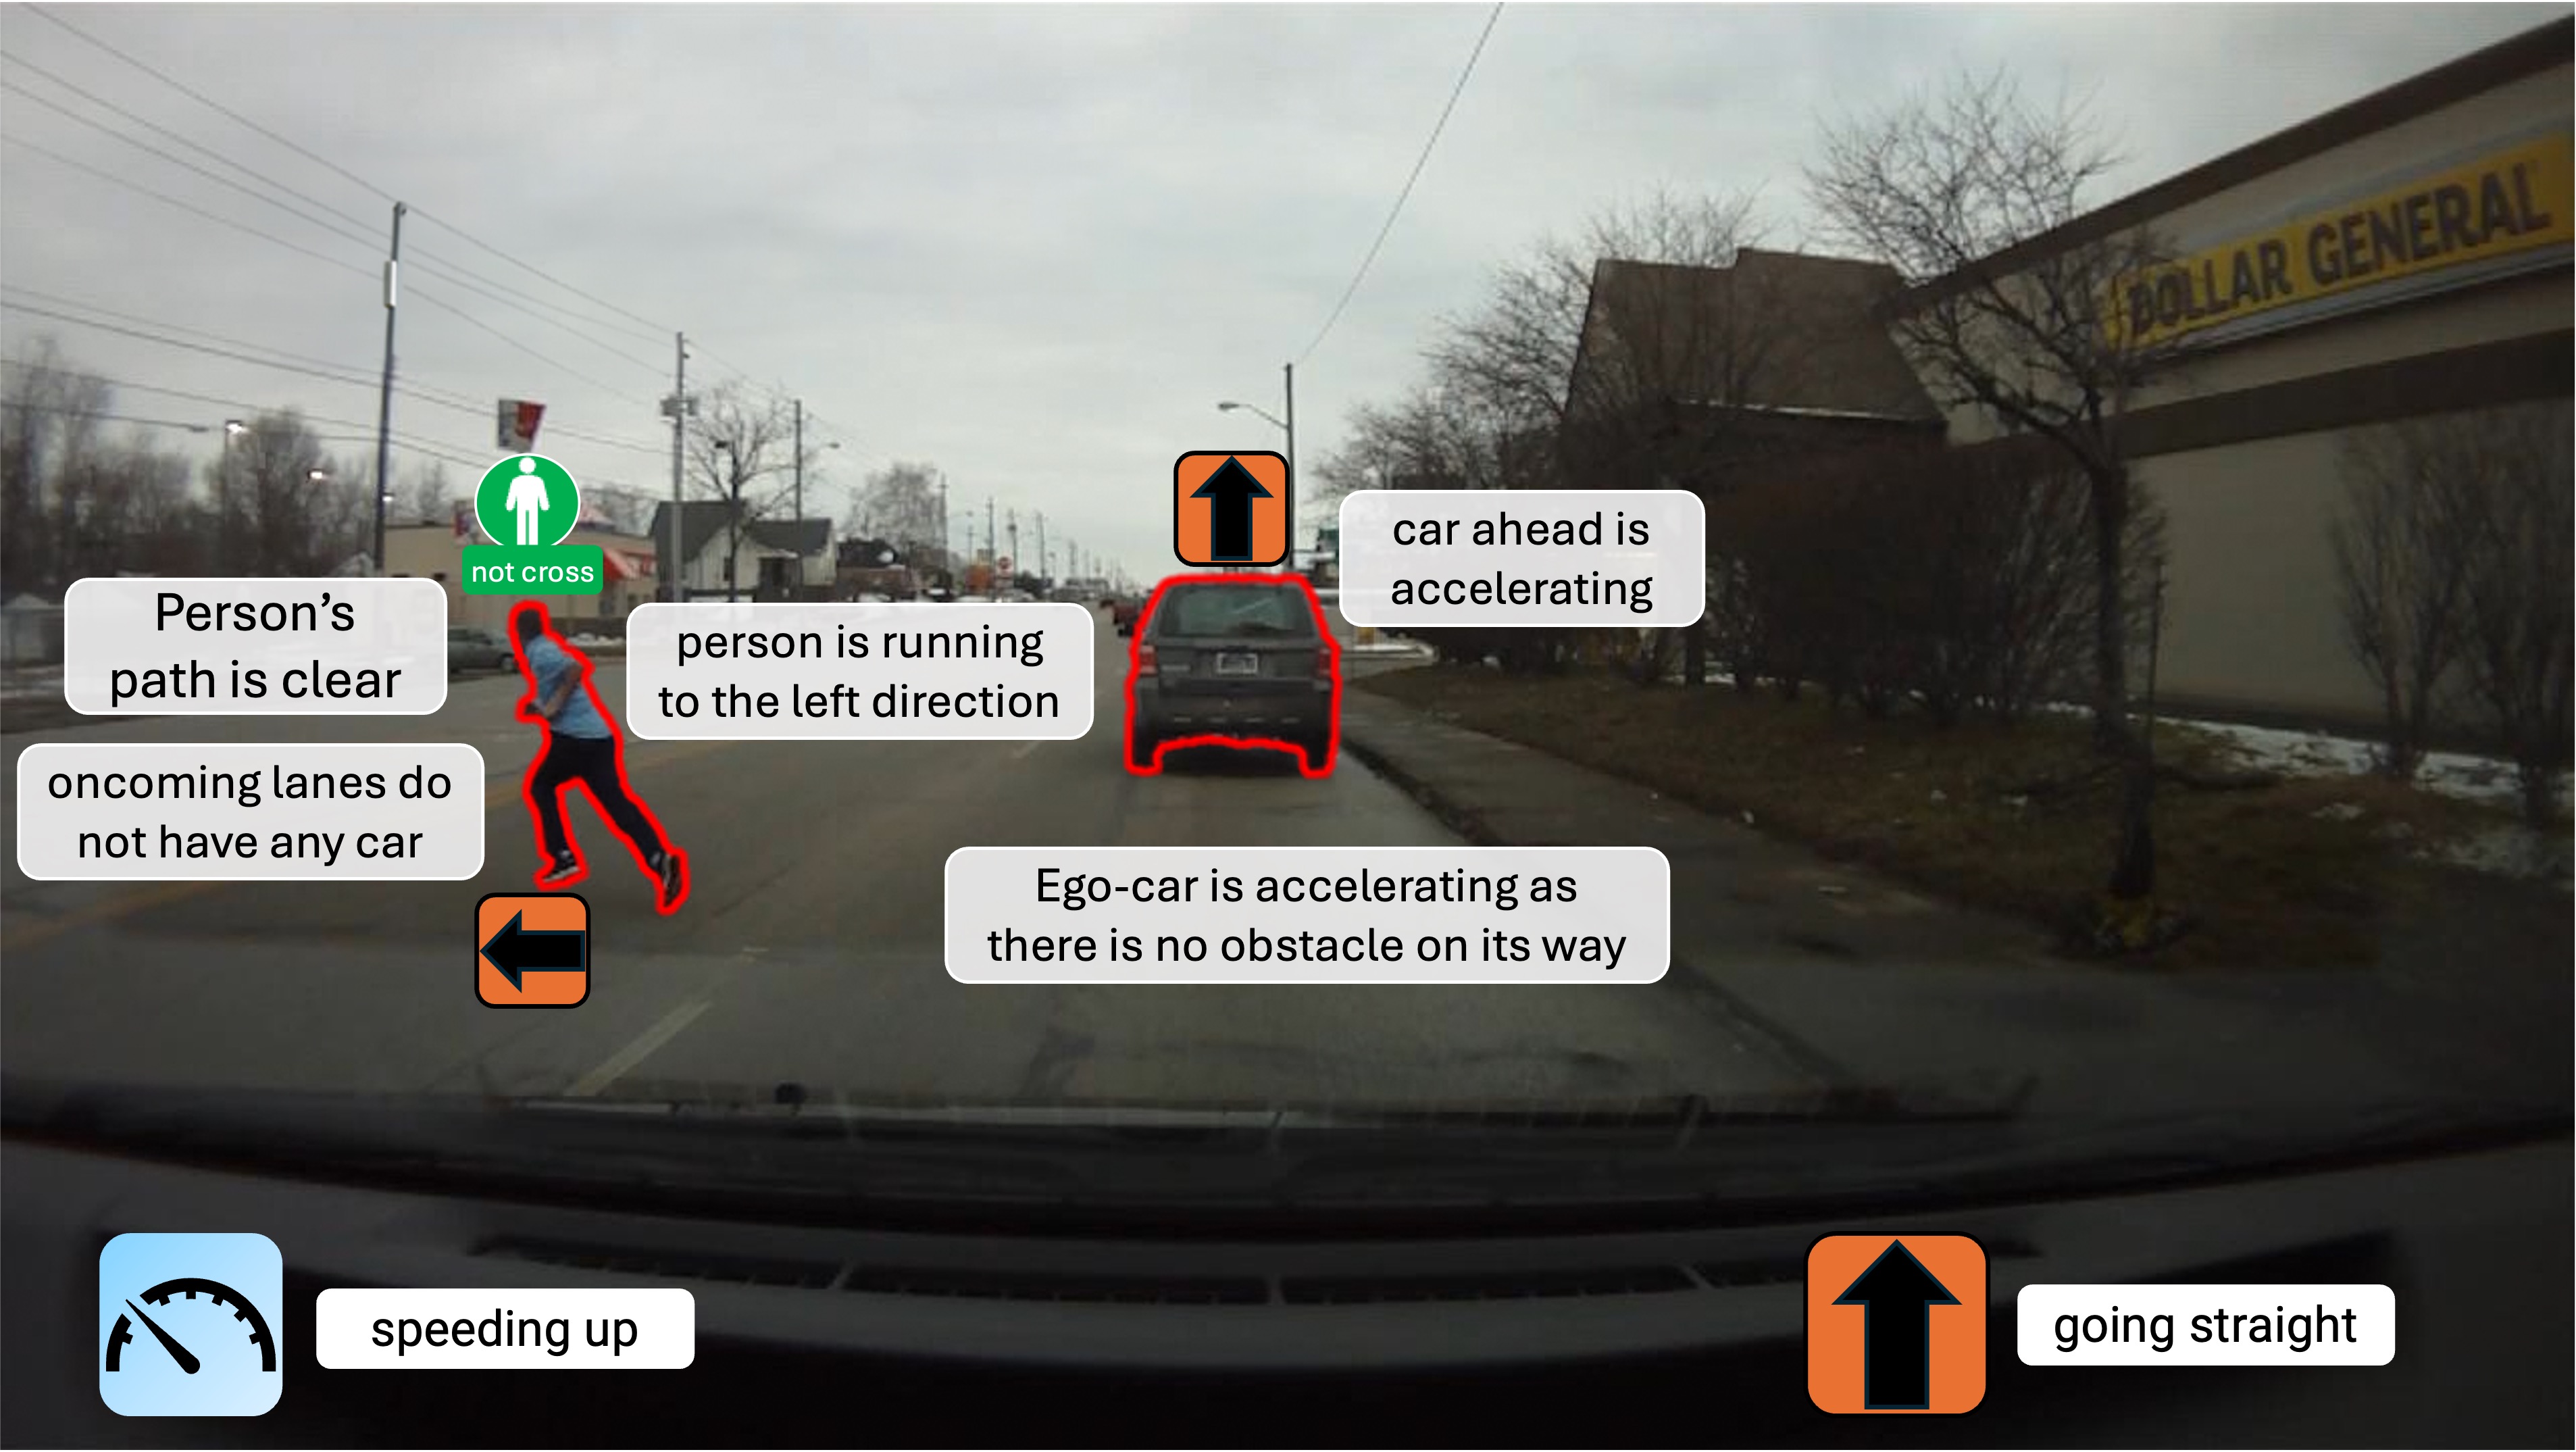 DOLLAR GENERAL
not cross
car ahead is
accelerating
Person’s
path is clear
person is running
to the left direction
oncoming lanes do
not have any car
Ego-car is accelerating as
there is no obstacle on its way
speeding up
going straight